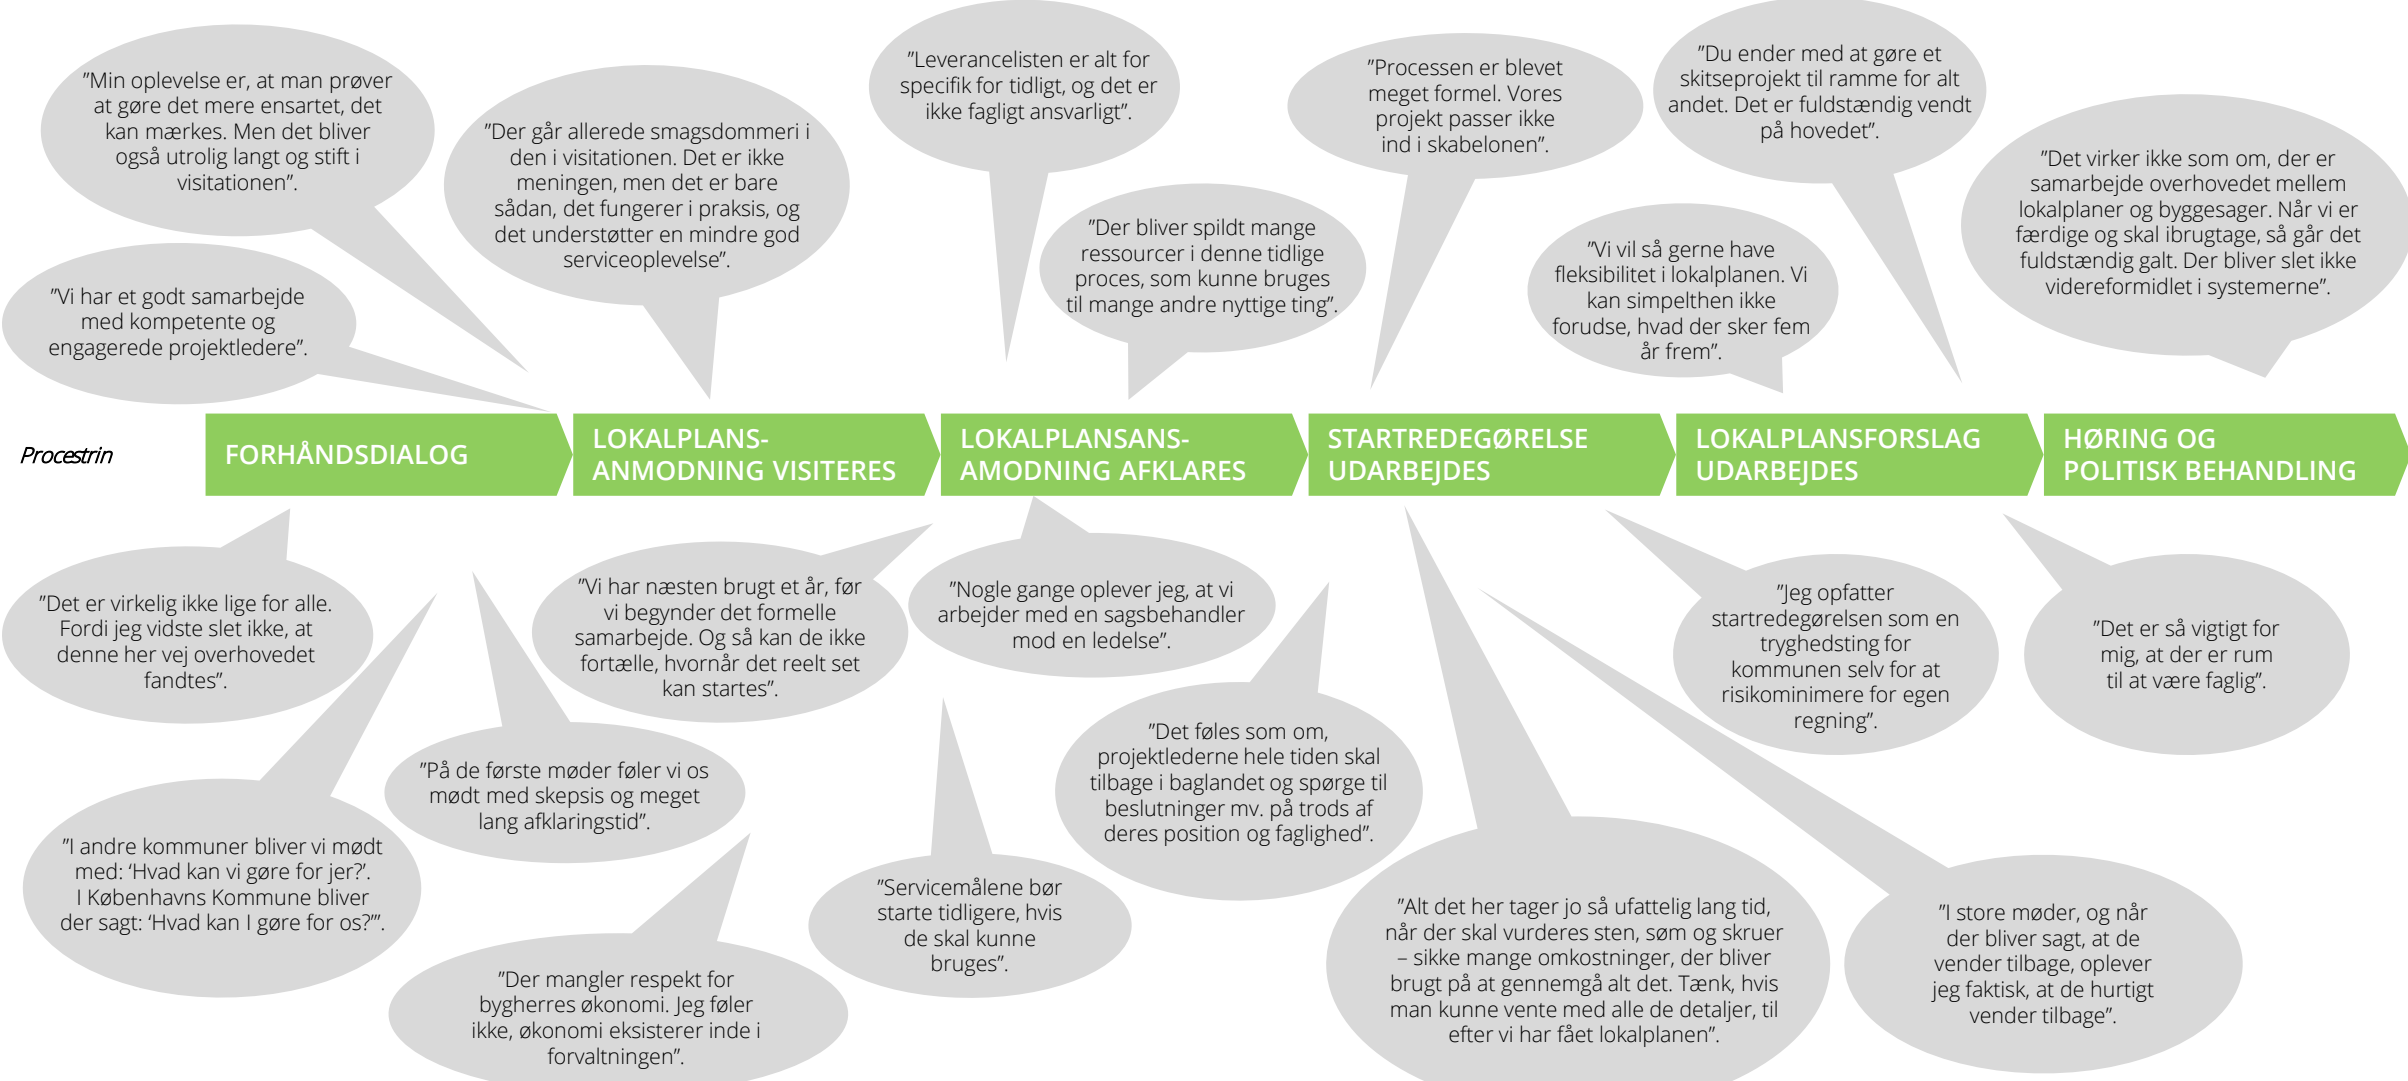 "Min oplevelse er, at man prøver
at gøre det mere ensartet, det
kan mærkes. Men det bliver
også utrolig langt og stift i
visitationen".
"Vi har et godt samarbejde
med kompetente og
engagerede projektledere".
"Der går allerede smagsdommeri i
den i visitationen. Det er ikke
meningen, men det er bare
sådan, det fungerer i praksis, og
det understøtter en mindre god
serviceoplevelse".
"Leverancelisten er alt for
specifik for tidligt, og det er
ikke fagligt ansvarligt".
"Der bliver spildt mange
ressourcer i denne tidlige
proces, som kunne bruges
til mange andre nyttige ting".
"Processen er blevet
meget formel. Vores
projekt passer ikke
ind i skabelonen".
"Du ender med at gøre et
skitseprojekt til ramme for alt
andet. Det er fuldstændig vendt
på hovedet".
"Vi vil så gerne have
fleksibilitet i lokalplanen. Vi
kan simpelthen ikke
forudse, hvad der sker fem
år frem".
"Det virker ikke som om, der er
samarbejde overhovedet mellem
lokalplaner og byggesager. Når vi er
færdige og skal ibrugtage, så går det
fuldstændig galt. Der bliver slet ikke
videreformidlet i systemerne".
Procestrin
FORHÅNDSDIALOG
LOKALPLANS-
ANMODNING VISITERES
LOKALPLANSANS-
AMODNING AFKLARES
STARTREDEGØRELSE
UDARBEJDES
LOKALPLANSFORSLAG
UDARBEJDES
HØRING OG
POLITISK BEHANDLING
"Det er virkelig ikke lige for alle.
Fordi jeg vidste slet ikke, at
denne her vej overhovedet
fandtes".
"I andre kommuner bliver vi mødt
med: 'Hvad kan vi gøre for jer?'.
I Københavns Kommune bliver
der sagt: 'Hvad kan I gøre for os?'".
"På de første møder føler vi os
mødt med skepsis og meget
lang afklaringstid".
"Vi har næsten brugt et år, før
vi begynder det formelle
samarbejde. Og så kan de ikke
fortælle, hvornår det reelt set
kan startes".
"Der mangler respekt for
bygherres økonomi. Jeg føler
ikke, økonomi eksisterer inde i
forvaltningen".
"Nogle gange oplever jeg, at vi
arbejder med en sagsbehandler
mod en ledelse".
"Servicemålene bør
starte tidligere, hvis
de skal kunne
bruges".
"Det føles som om,
projektlederne hele tiden skal
tilbage i baglandet og spørge til
beslutninger mv. på trods af
deres position og faglighed".
"Alt det her tager jo så ufattelig lang tid,
når der skal vurderes sten, søm og skruer
– sikke mange omkostninger, der bliver
brugt på at gennemgå alt det. Tænk, hvis
man kunne vente med alle de detaljer, til
efter vi har fået lokalplanen".
"Jeg opfatter
startredegørelsen som en
tryghedsting for
kommunen selv for at
risikominimere for egen
regning".
"I store møder, og når
der bliver sagt, at de
vender tilbage, oplever
jeg faktisk, at de hurtigt
vender tilbage".
"Det er så vigtigt for
mig, at der er rum
til at være faglig".